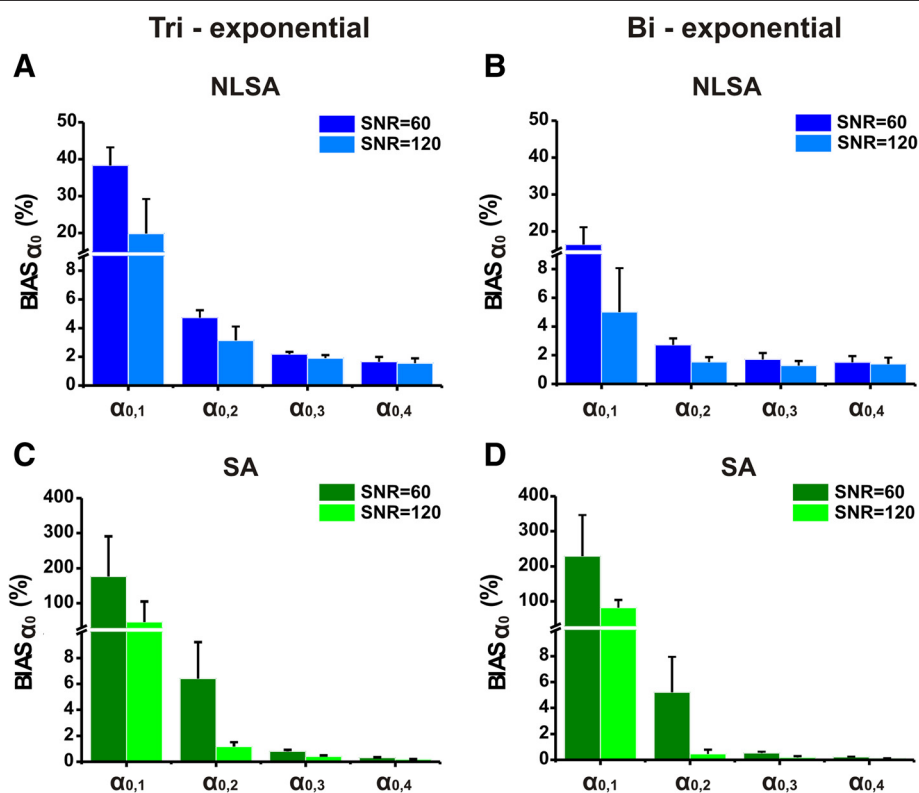 Tri - exponential
Bi - exponential
A
NLSA
SNR=60
SNR=120
50
40
30
20
8
6
4
2
0
BIASα0 (%)
α0,1
α0,2
α0,3
α0,4
B
NLSA
SNR=60
SNR=120
50
40
30
20
8
6
4
2
0
BIASα0 (%)
α0,1
α0,2
α0,3
α0,4
C
SA
SNR=60
SNR=120
400
300
200
100
8
6
4
2
0
BIASα0 (%)
α0,1
α0,2
α0,3
α0,4
D
SA
SNR=60
SNR=120
400
300
200
100
8
6
4
2
0
BIASα0 (%)
α0,1
α0,2
α0,3
α0,4